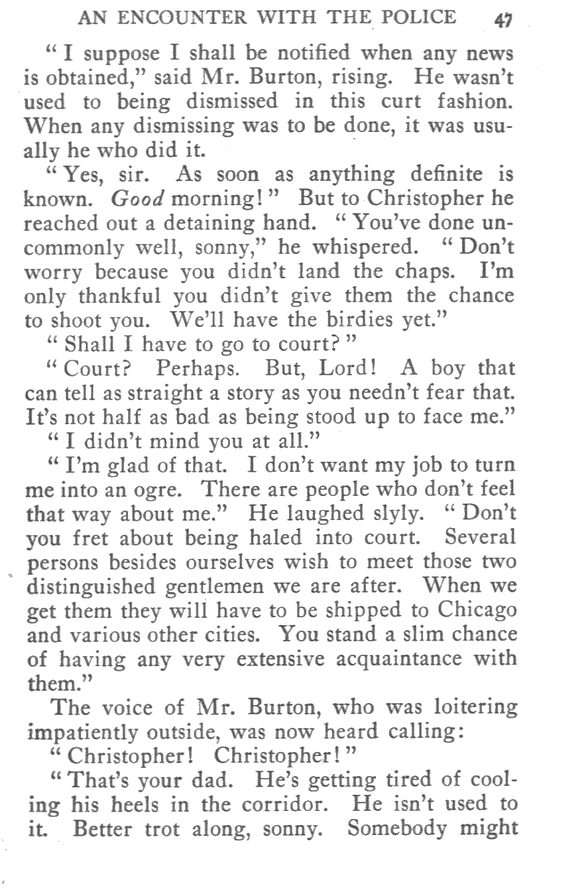 AN ENCOUNTER WITH THE POLICE 47
“ I suppose I shall be notified when any news
is obtained,” said Mr. Burton, rising. He wasn’t
used to being dismissed in this curt fashion.
When any dismissing was to be done, it was usu-
ally he who did it.
“ Yes, sir. As soon as anything definite is
known. Good morning! ” But to Christopher he
reached out a detaining hand. “ You’ve done un-
commonly well, sonny,” he whispered. “ Don’t
worry because you didn’t land the chaps. I’m
only thankful you didn’t give them the chance
to shoot you. We’ll have the birdies yet.”
“ Shall I have to go to court? ”
“ Court? Perhaps. But, Lord! A boy that
can tell as straight a story as you needn’t fear that.
It’s not half as bad as being stood up to face me.”
“ I didn’t mind you at all.”
“ I’m glad of that. I don’t want my job to turn
me into an ogre. There are people who don’t feel
that way about me.” He laughed slyly. “ Don’t
you fret about being haled into court. Several
persons besides ourselves wish to meet those two
distinguished gentlemen we are after. When we
get them they will have to be shipped to Chicago
and various other cities. You stand a slim chance
of having any very extensive acquaintance with
them.”
The voice of Mr. Burton, who was loitering
impatiently outside, was now heard calling:
“ Christopher! Christopher! ”
“ That’s your dad. He’s getting tired of cool-
ing his heels in the corridor. He isn’t used to
it. Better trot along, sonny. Somebody might